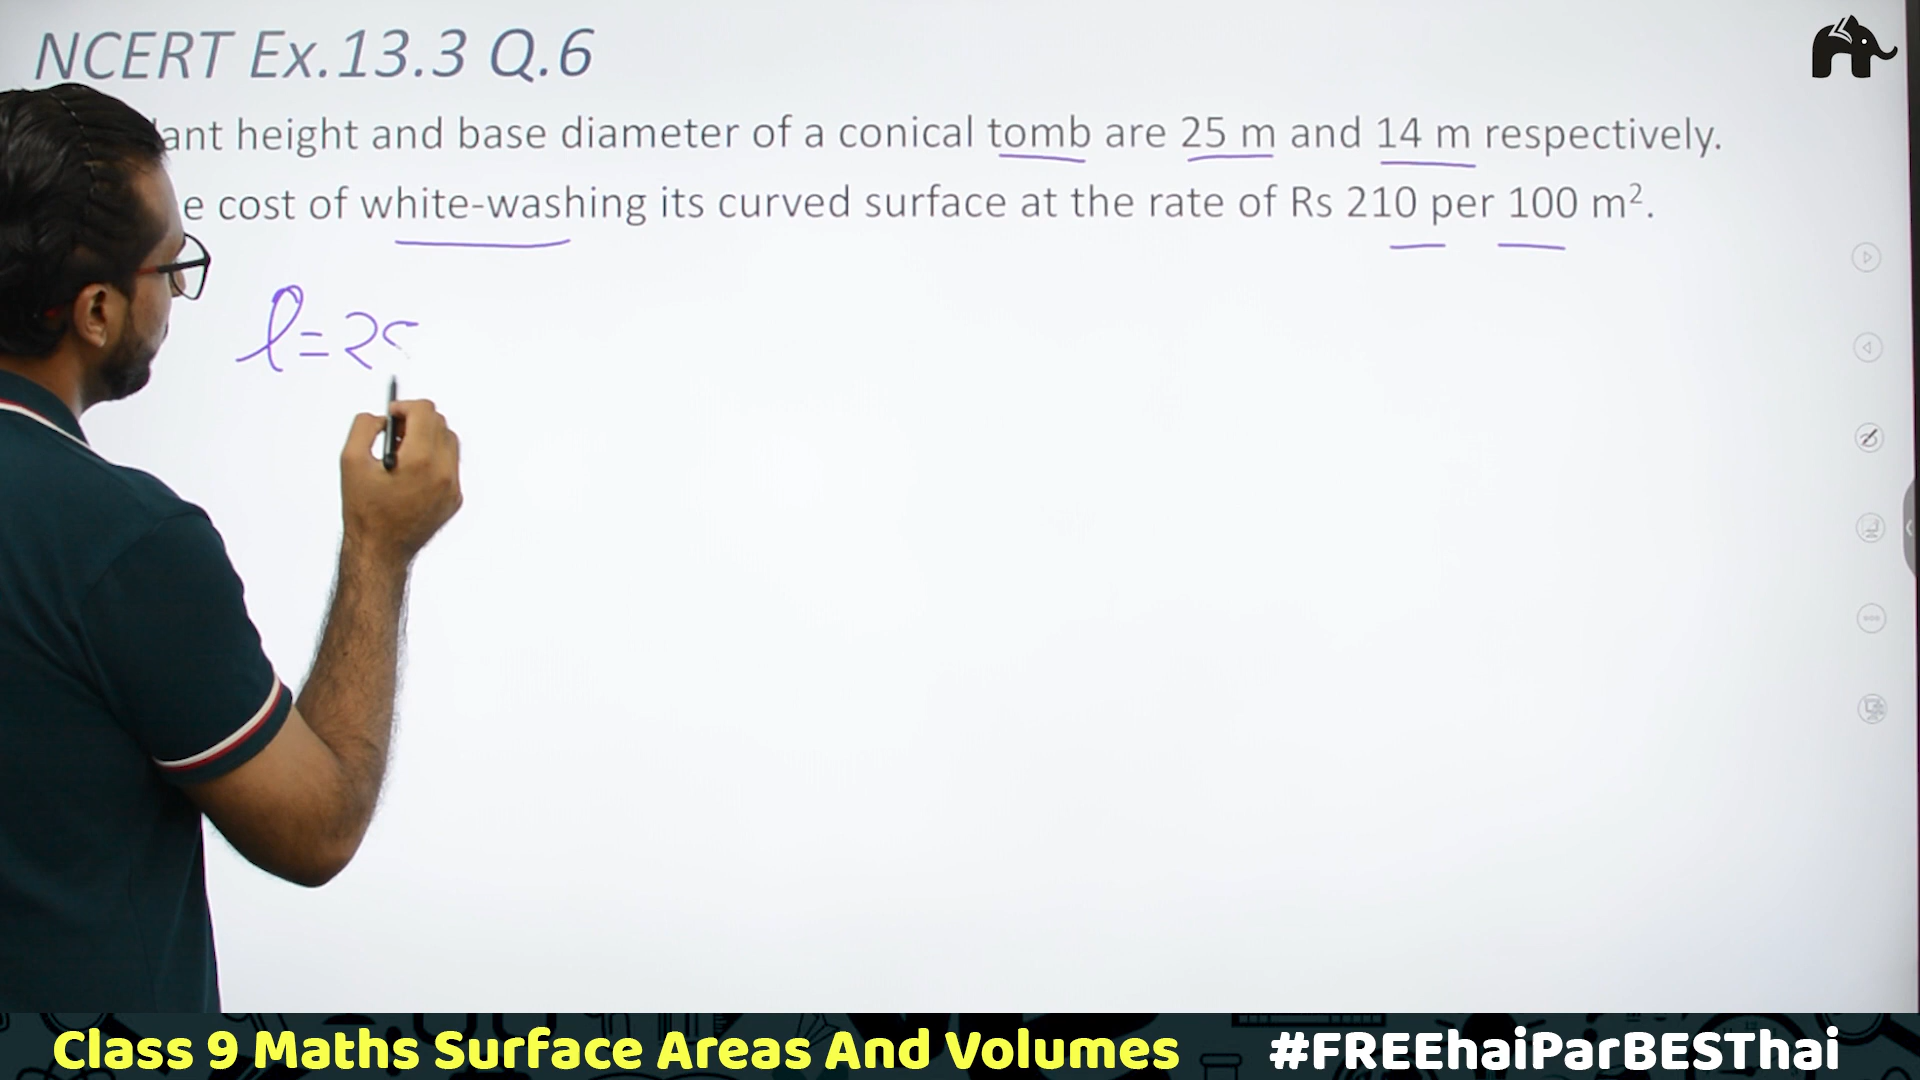 NCERT Ex.13.3 Q.6
height and base diameter of a conical tomb are 25 m and 14 m respectively.
cost of white-washing its curved surface at the rate of Rs 210 per 100 m².
l=25
Class 9 Maths Surface Areas And Volumes #FREEhaiParBESThai